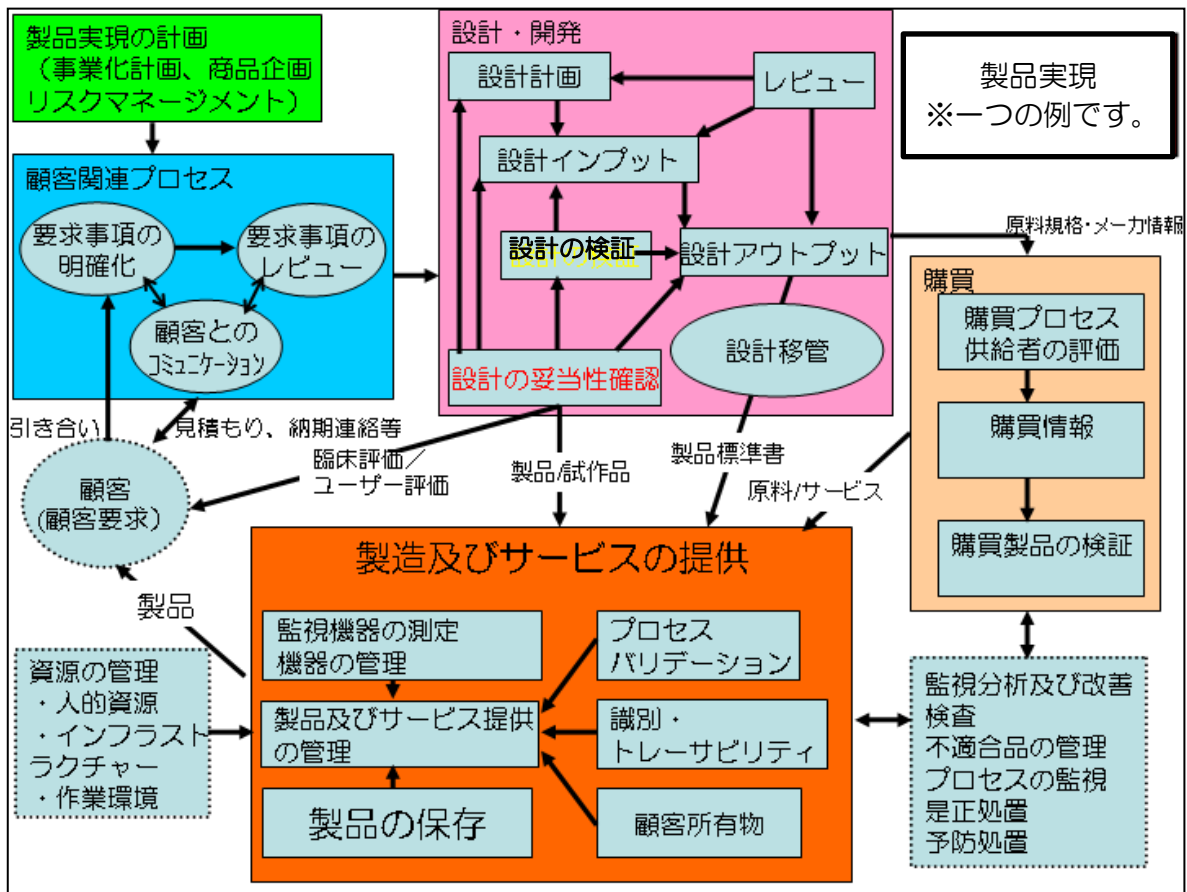 製品実現の計画
（事業化計画、商品企画
リスクマネージメント）
設計・開発
設計計画
レビュー
設計インプット
設計の検証
設計アウトプット
設計の妥当性確認
設計移管
製品実現
※一つの例です。
顧客関連プロセス
要求事項の
明確化
要求事項の
レビュー
顧客との
ｺﾐｭﾆｹｰｼｮﾝ
原料規格・メーカ情報
購買
購買プロセス
供給者の評価
購買情報
購買製品の検証
引き合い
見積もり、納期連絡等
臨床評価／
ユーザー評価
製品/試作品
製品標準書
原料/サービス
顧客
(顧客要求)
製品
製造及びサービスの提供
監視機器の測定
機器の管理
プロセス
バリデーション
製品及びサービス提供
の管理
識別・
トレーサビリティ
製品の保存
顧客所有物
資源の管理
・人的資源
・インフラスト
ラクチャー
・作業環境
監視分析及び改善
検査
不適合品の管理
プロセスの監視
是正処置
予防処置